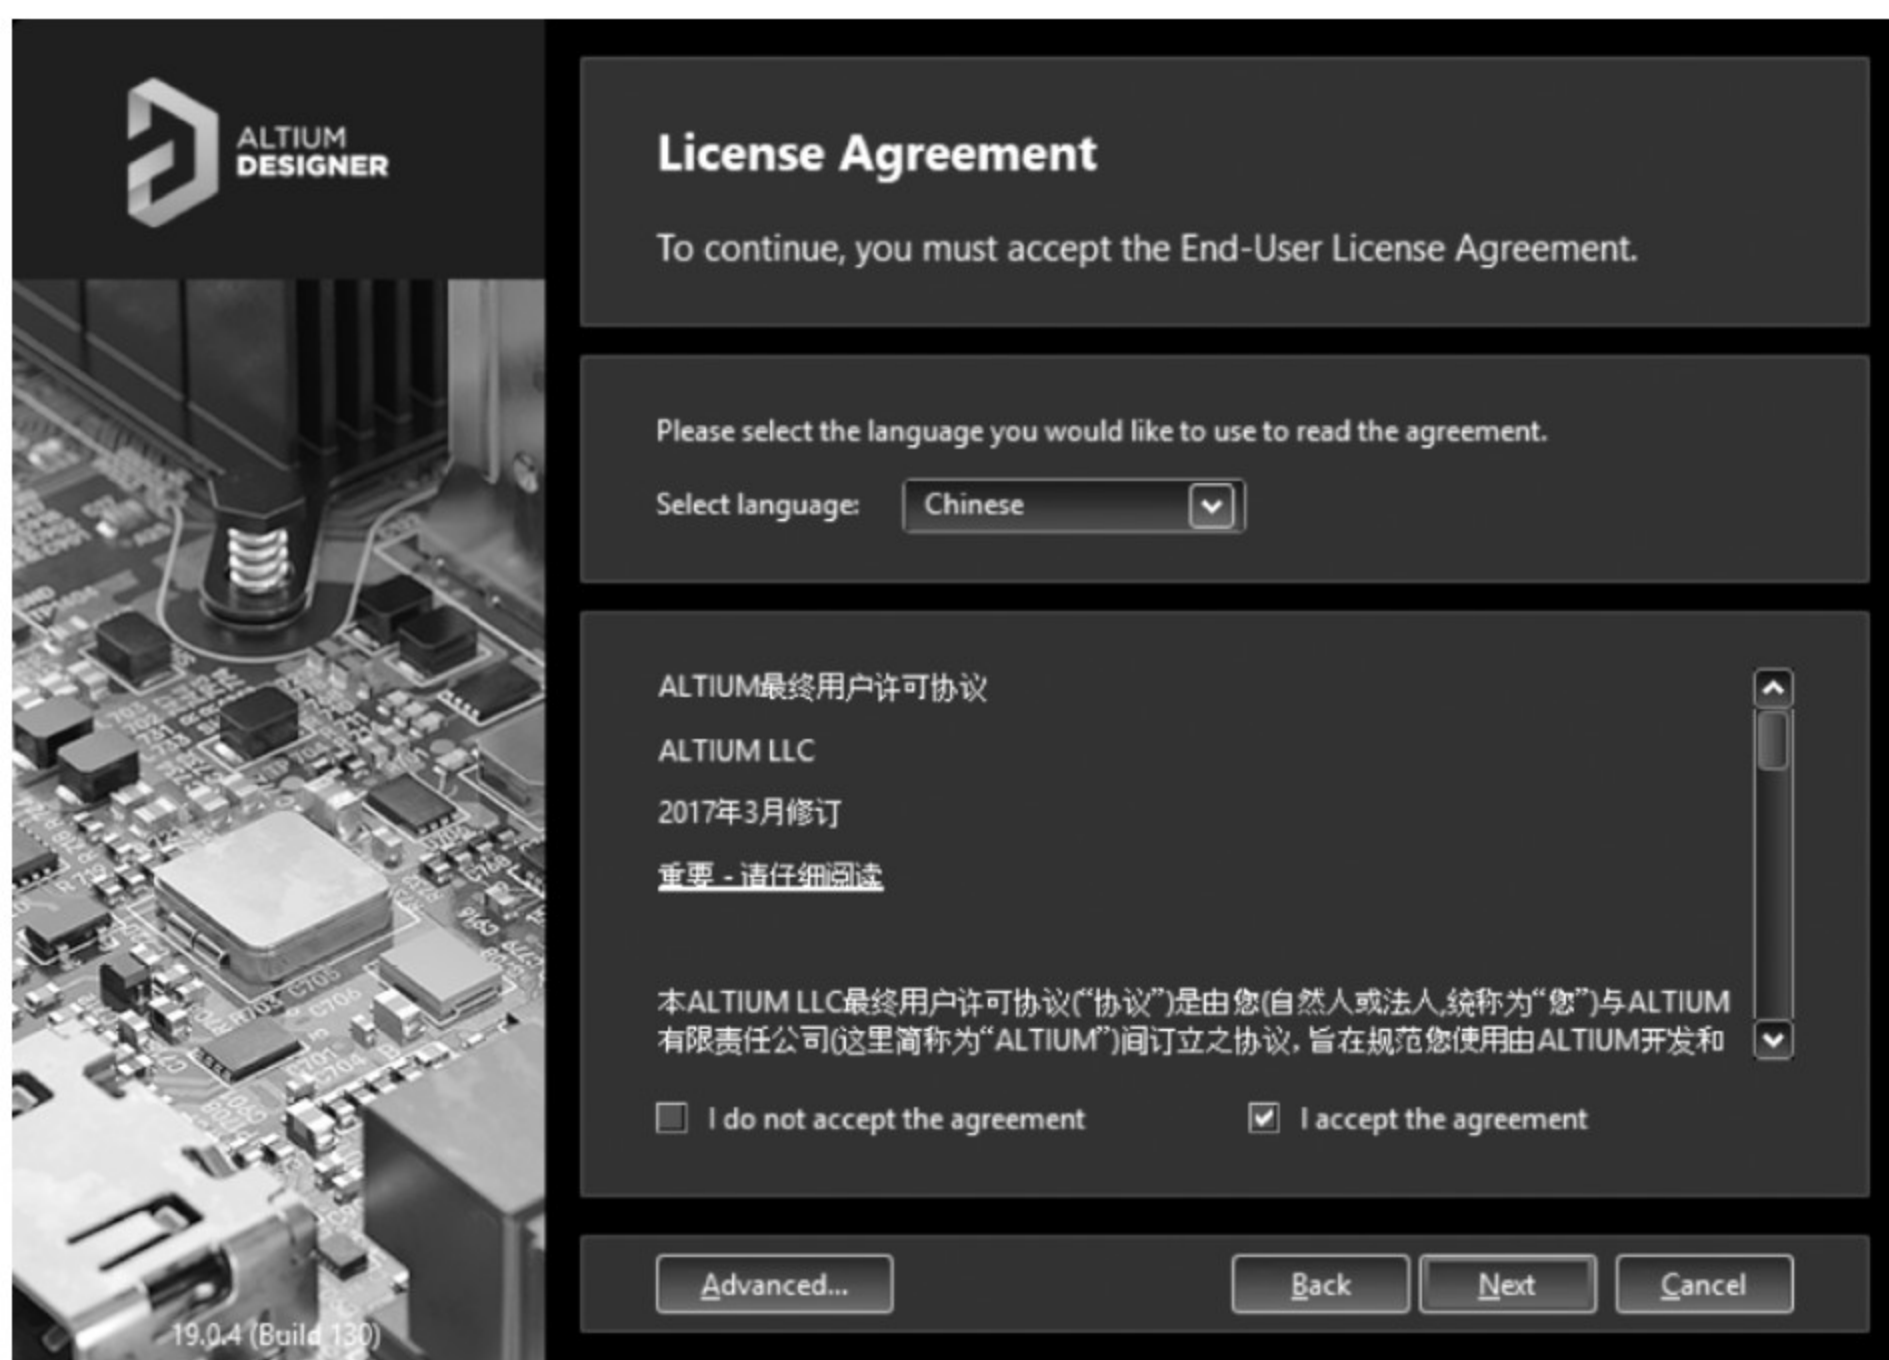 ALTIUM
DESIGNER
License Agreement
To continue, you must accept the End-User License Agreement.
Please select the language you would like to use to read the agreement.
Select language: Chinese
ALTIUM最终用户许可协议
ALTIUM LLC
2017年3月修订
重要 - 请仔细阅读
本ALTIUM LLC最终用户许可协议(“协议”)是由您(自然人或法人,统称为“您”)与ALTIUM
有限责任公司(这里简称为“ALTIUM”)间订立之协议, 旨在规范您使用由ALTIUM开发和
I do not accept the agreement
I accept the agreement
Advanced...
Back
Next
Cancel
19.0.4 (Build 130)
C705
C706
R703
C701
C704